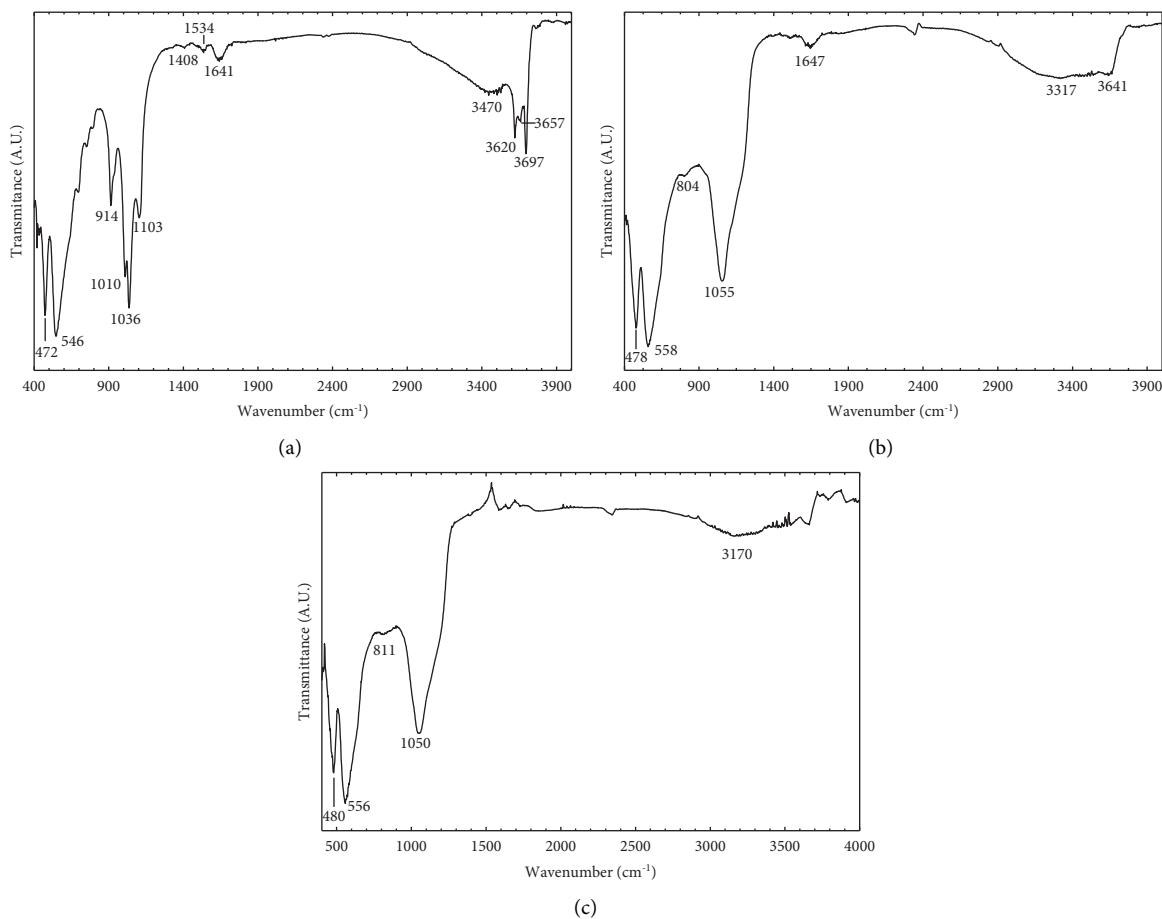 Transmitance (A.U.)
1534
1408
1641
3470
3657
3620
3697
914
1103
1010
1036
546
472
400 900 1400 1900 2400 2900 3400 3900
Wavenumber (cm-1)
(a)
Transmitance (A.U.)
1647
3317
3641
804
1055
478
558
400 900 1400 1900 2400 2900 3400 3900
Wavenumber (cm-1)
(b)
Transmittance (A.U.)
3170
811
1050
480
556
500 1000 1500 2000 2500 3000 3500 4000
Wavenumber (cm-1)
(c)